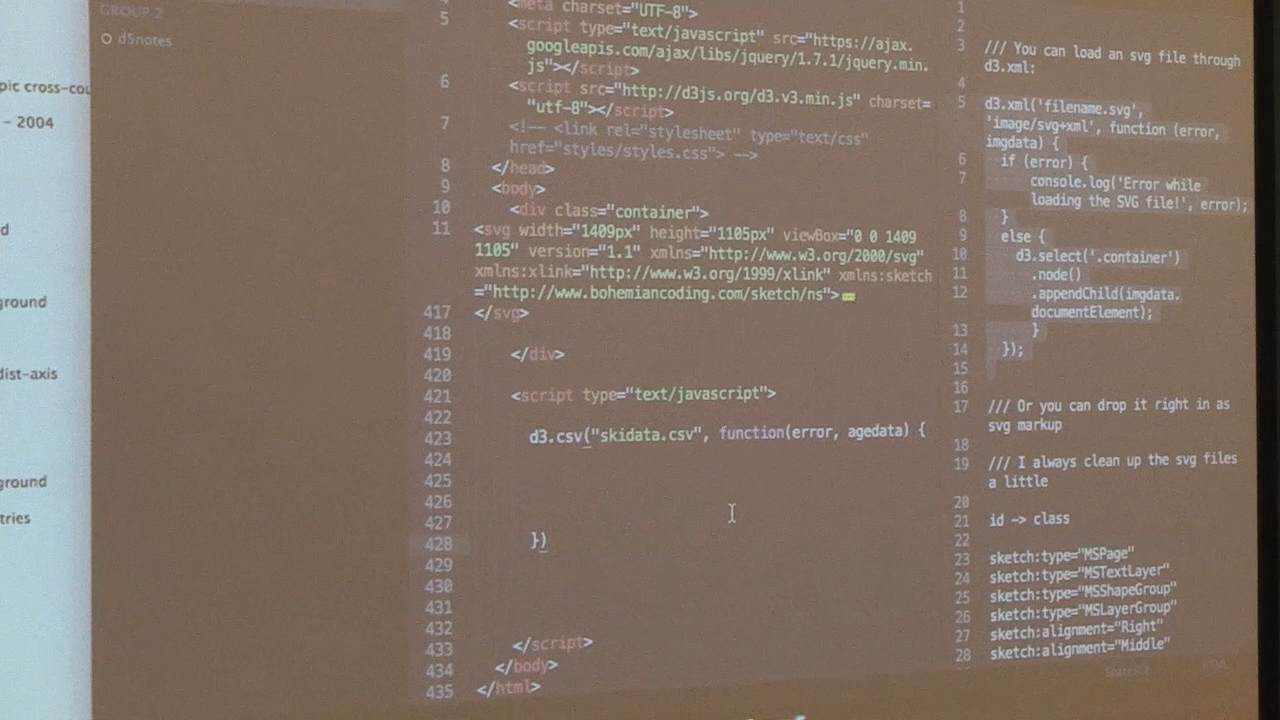 GROUP 2
d5notes
pic cross-cou
- 2004
d
ground
dist-axis
ground
tries
5
6
7
8
9
10
11
417
418
419
420
421
422
423
424
425
426
427
428
429
430
431
432
433
434
435
<meta charset="UTF-8">
<script type="text/javascript" src="https://ajax.
googleapis.com/ajax/libs/jquery/1.7.1/jquery.min.
js"></script>
<script src="http://d3js.org/d3.v3.min.js" charset=
"utf-8"></script>
<!-- <link rel="stylesheet" type="text/css"
href="styles/styles.css"> -->
</head>
<body>
<div class="container">
<svg width="1409px" height="1105px" viewBox="0 0 1409
1105" version="1.1" xmlns="http://www.w3.org/2000/svg"
xmlns:xlink="http://www.w3.org/1999/xlink" xmlns:sketch
="http://www.bohemiancoding.com/sketch/ns">
</svg>
</div>
<script type="text/javascript">
d3.csv("skidata.csv", function(error, agedata) {
})
</script>
</body>
</html>
1
2
3 /// You can load an svg file through
d3.xml:
4
5 d3.xml('filename.svg',
'image/svg+xml', function (error,
imgdata) {
6 if (error) {
7 console.log('Error while
loading the SVG file!', error);
8 }
9 else {
10 d3.select('.container')
11 .node()
12 .appendChild(imgdata.
documentElement);
13 }
14 });
15
16
17 /// Or you can drop it right in as
svg markup
18
19 /// I always clean up the svg files
a little
20
21 id -> class
22
23 sketch:type="MSPage"
24 sketch:type="MSTextLayer"
25 sketch:type="MSShapeGroup"
26 sketch:type="MSLayerGroup"
27 sketch:alignment="Right"
28 sketch:alignment="Middle"
Spaces: 2
HTML